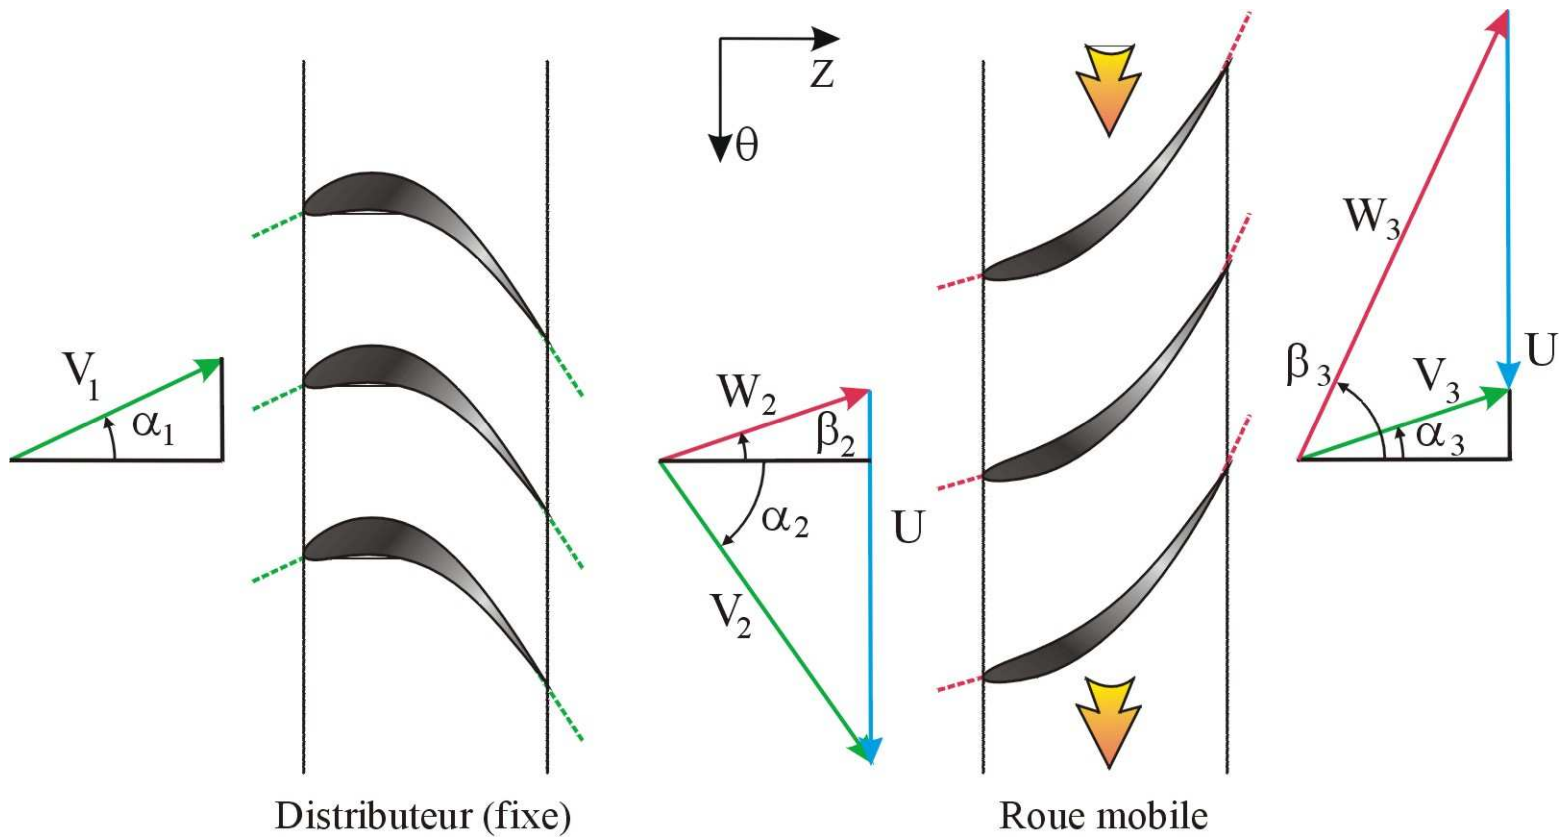 Z
θ
V₁
α₁
W₂
β₂
α₂
U
V₂
W₃
β₃
V₃
U
α₃
Distributeur (fixe)
Roue mobile